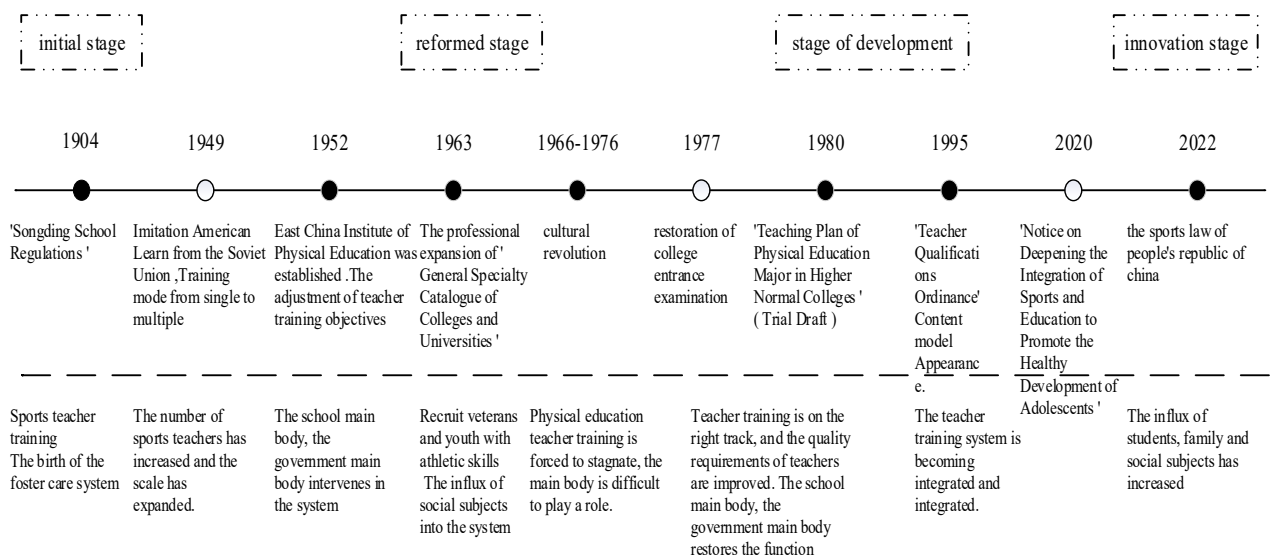 initial stage
reformed stage
stage of development
innovation stage
1904
1949
1952
1963
1966-1976
1977
1980
1995
2020
2022
'Songding School
Regulations '
Imitation American
Learn from the Soviet
Union ,Training
mode from single to
multiple
East China Institute of
Physical Education was
established .The
adjustment of teacher
training objectives
The professional
expansion of '
General Specialty
Catalogue of
Colleges and
Universities '
cultural
revolution
restoration of
college
entrance
examination
'Teaching Plan of
Physical Education
Major in Higher
Normal Colleges '
( Trial Draft )
'Teacher
Qualificati
ons
Ordinance'
Content
model
Appearanc
e.
'Notice on
Deepening the
Integration of
Sports and
Education to
Promote the
Healthy
Development of
Adolescents '
the sports law of
people's republic of
china
Sports teacher
training
The birth of the
foster care system
The number of
sports teachers has
increased and the
scale has
expanded.
The school main
body, the
government main
body intervenes in
the system
Recruit veterans
and youth with
athletic skills
The influx of
social subjects
into the system
Physical education
teacher training is
forced to stagnate, the
main body is difficult
to play a role.
Teacher training is on the
right track, and the quality
requirements of teachers
are improved. The school
main body, the
government main body
restores the function
The teacher
training system is
becoming
integrated and
integrated.
The influx of
students, family and
social subjects has
increased